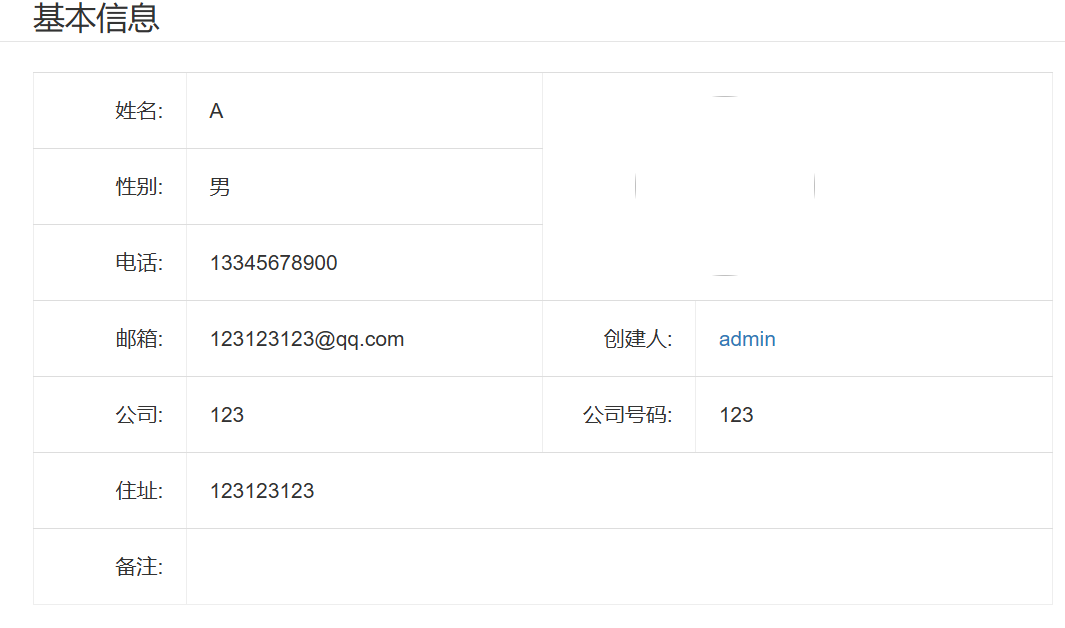 基本信息
姓名: A
性别: 男
电话: 13345678900
邮箱: 123123123@qq.com 创建人: admin
公司: 123 公司号码: 123
住址: 123123123
备注: